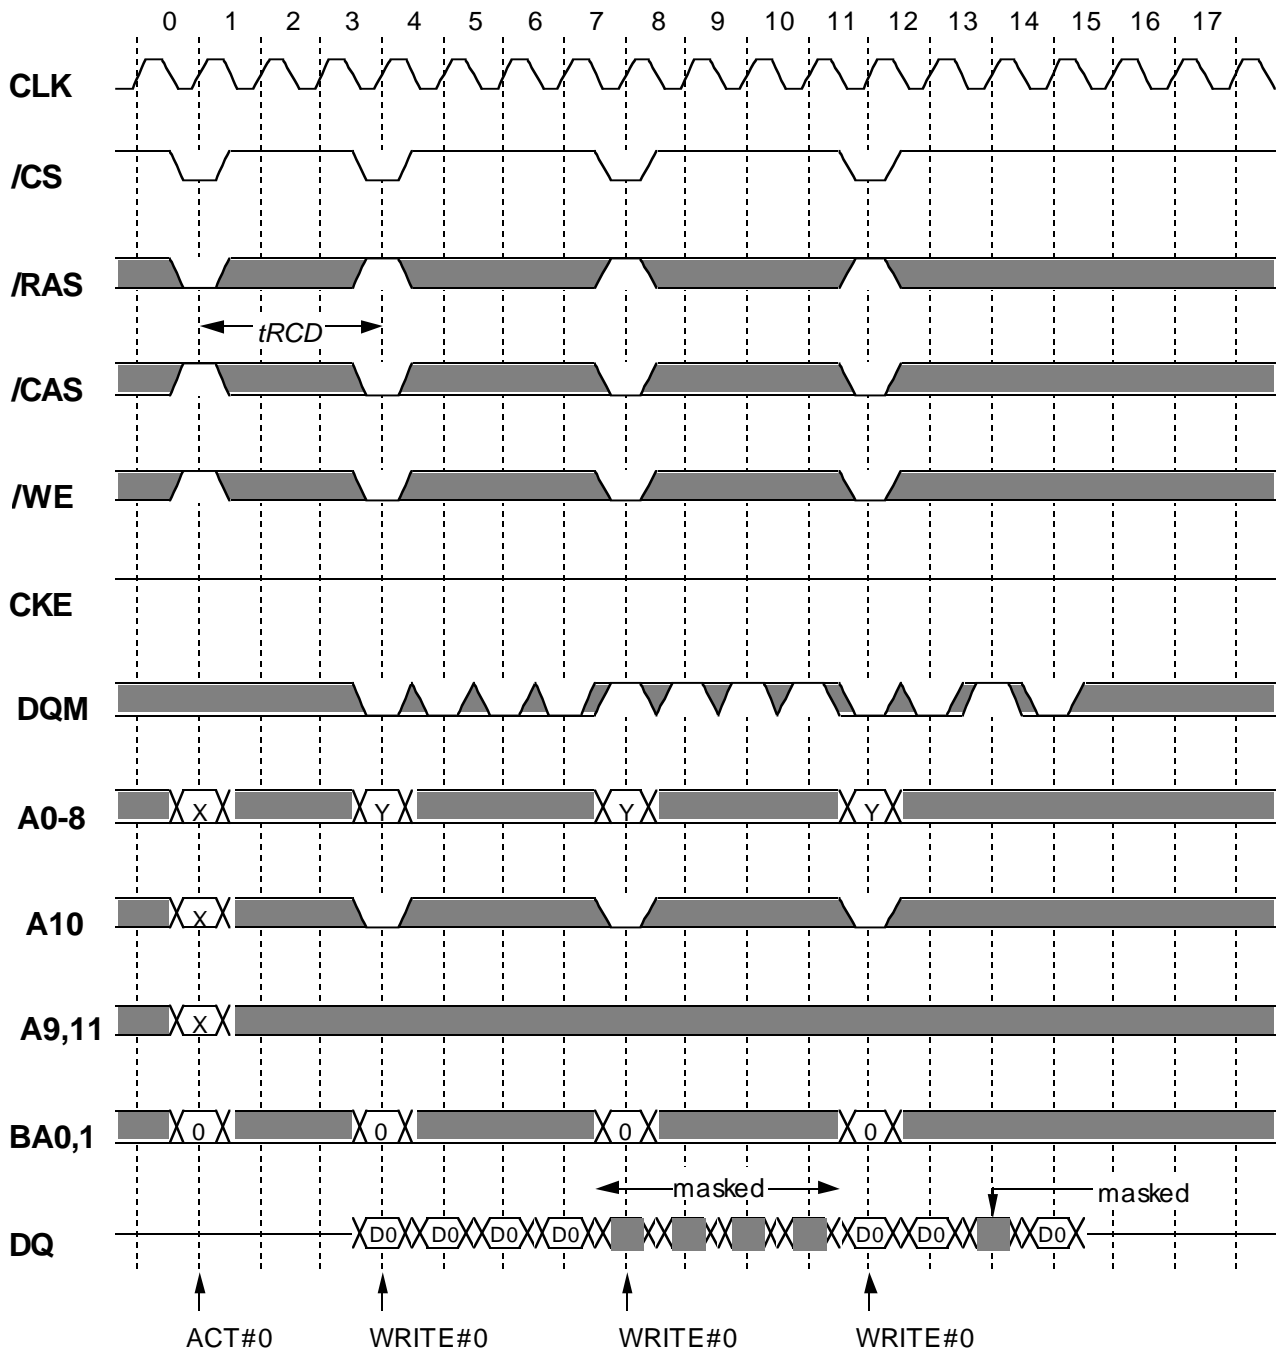 0 1 2 3 4 5 6 7 8 9 10 11 12 13 14 15 16 17
CLK
/CS
/RAS
tRCD
/CAS
/WE
CKE
DQM
A0-8 X Y Y Y
A10 X
A9,11 X
BA0,1 0 0 0 0
masked masked
DQ D0 D0 D0 D0 D0 D0 D0
ACT#0 WRITE#0 WRITE#0 WRITE#0